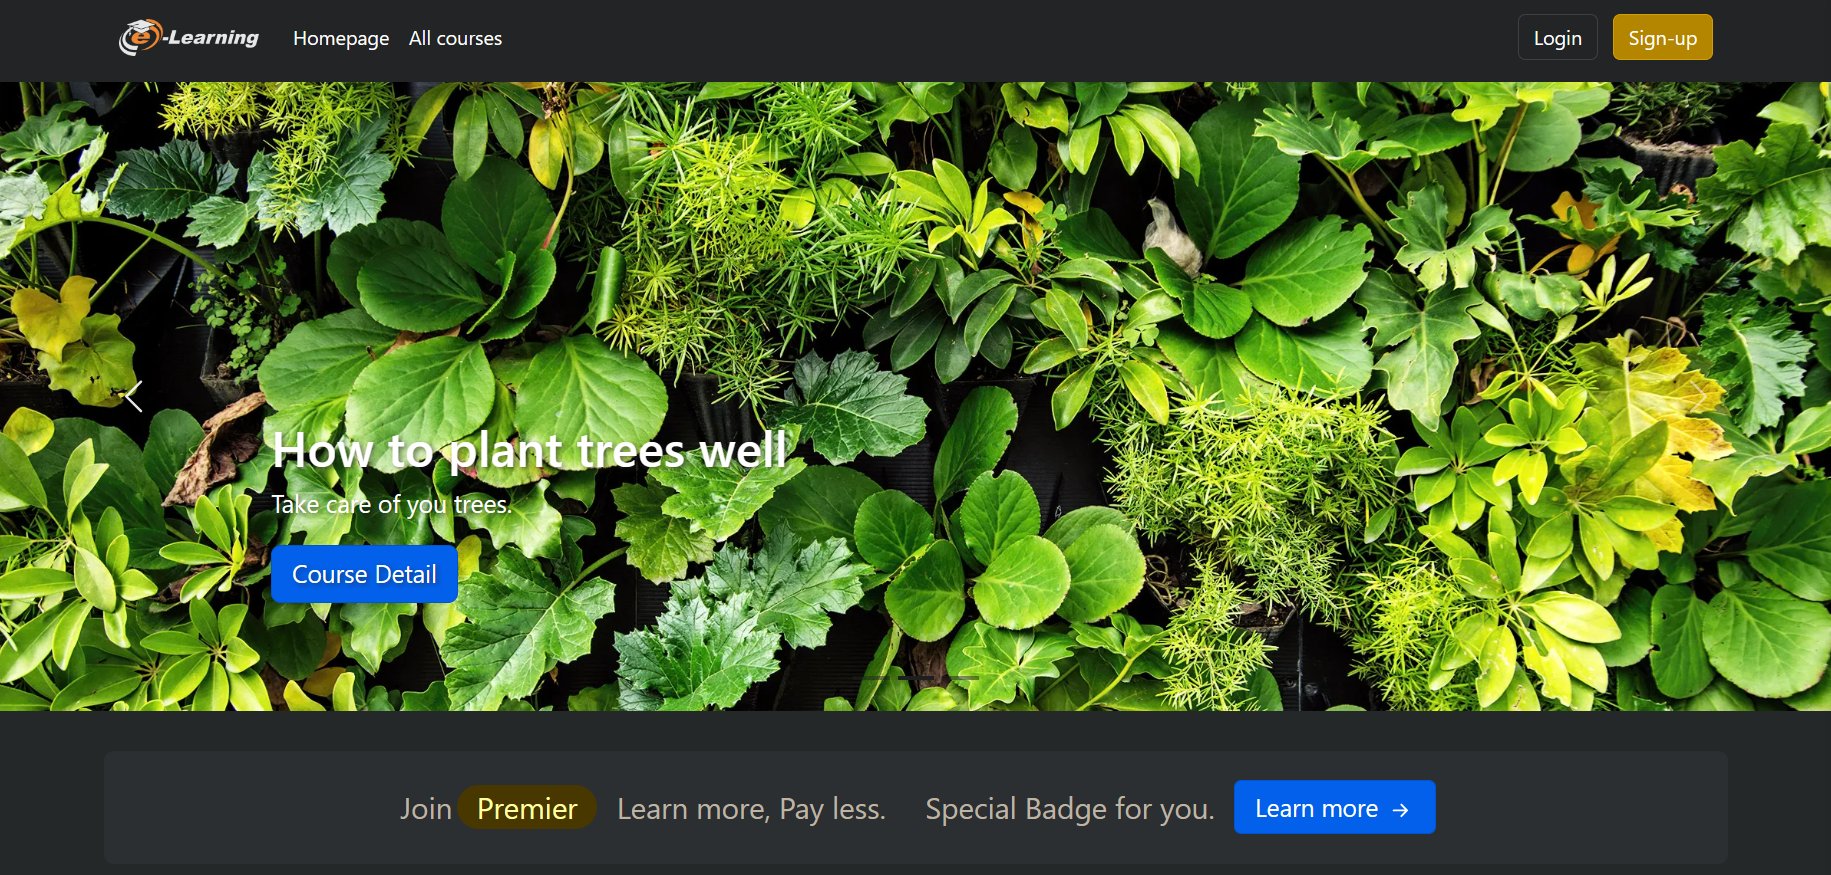 e-Learning
Homepage
All courses
Login
Sign-up
How to plant trees well
Take care of you trees.
Course Detail
Join Premier Learn more, Pay less. Special Badge for you. Learn more →